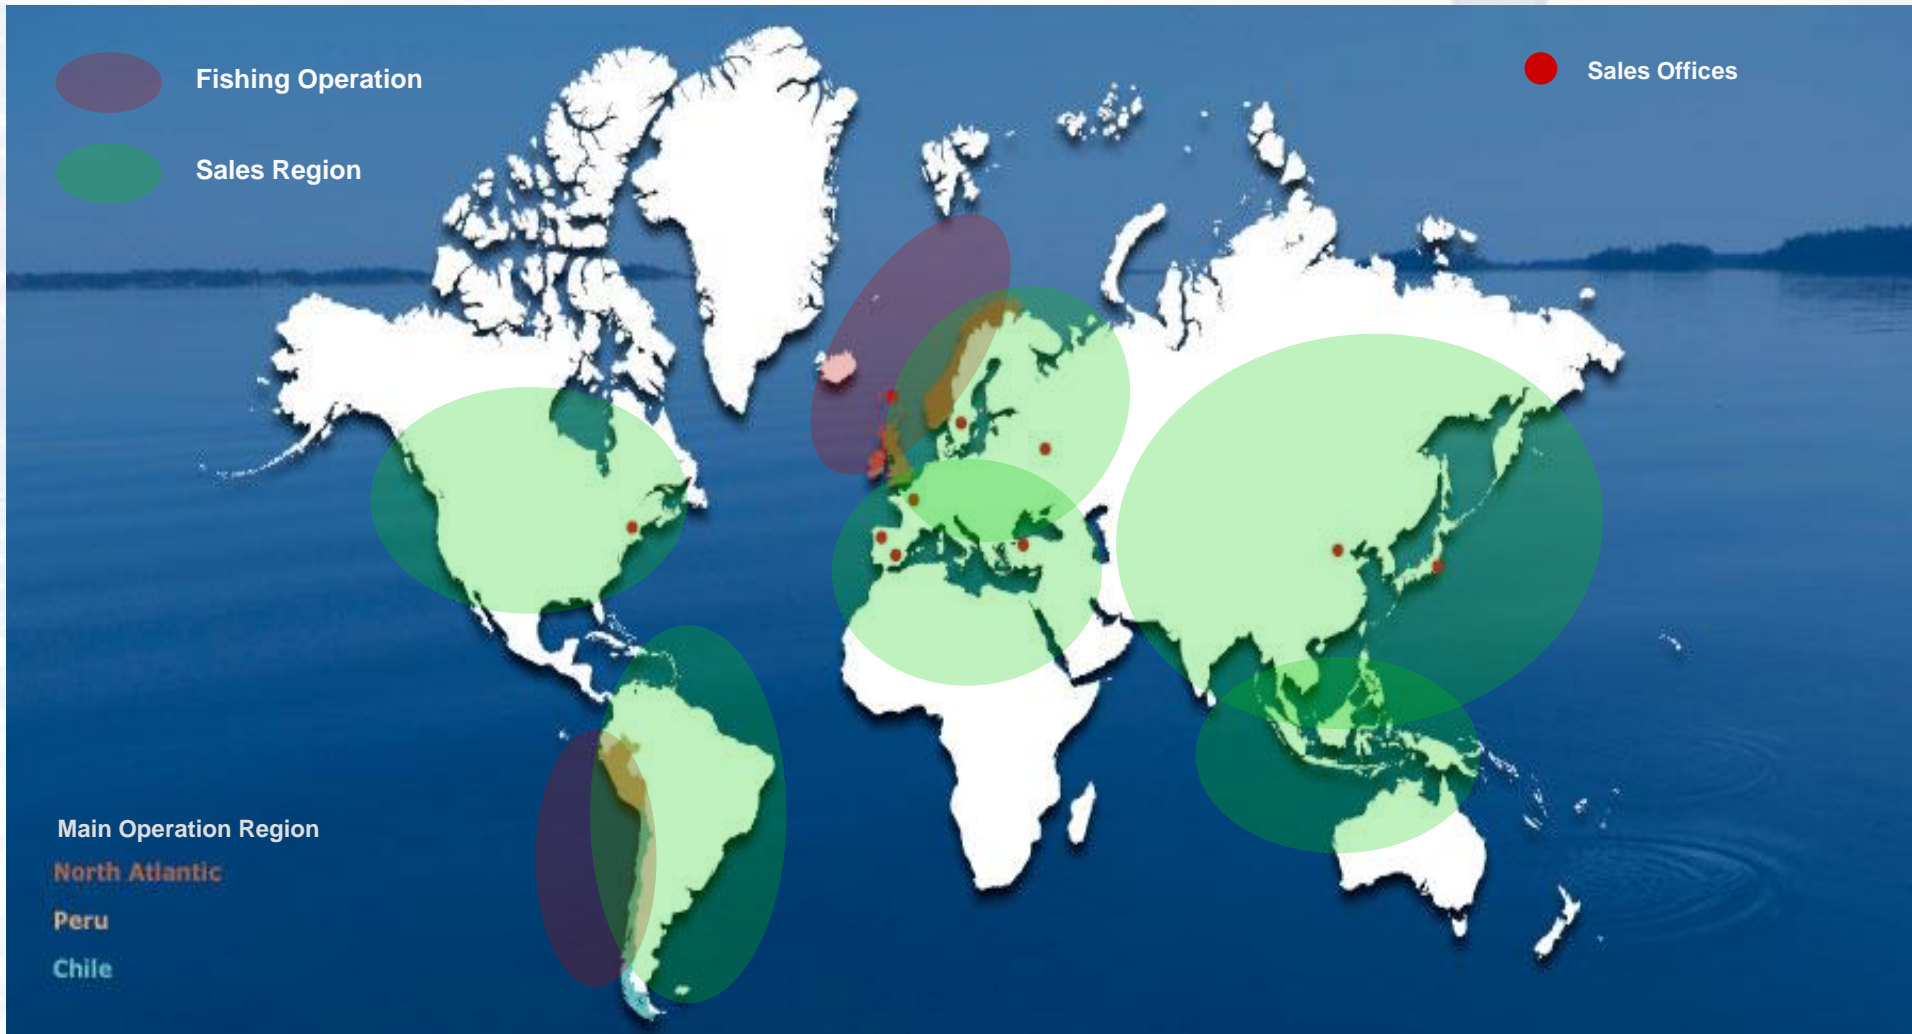 Fishing Operation
Sales Offices
Sales Region
Main Operation Region
North Atlantic
Peru
Chile